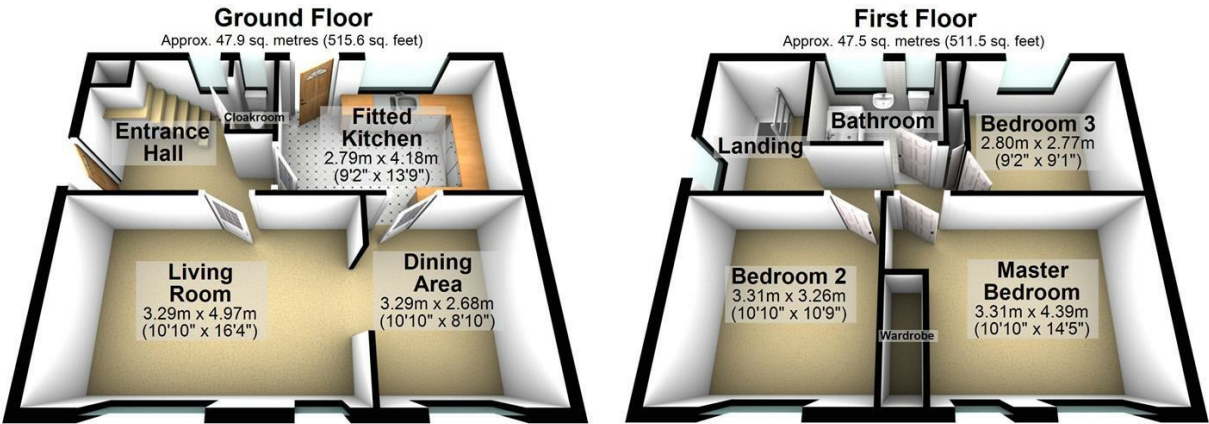 Ground Floor
Approx. 47.9 sq. metres (515.6 sq. feet)
Entrance
Hall
Cloakroom
Fitted
Kitchen
2.79m x 4.18m
(9'2" x 13'9")
Living
Room
3.29m x 4.97m
(10'10" x 16'4")
Dining
Area
3.29m x 2.68m
(10'10" x 8'10")
First Floor
Approx. 47.5 sq. metres (511.5 sq. feet)
Landing
Bathroom
Bedroom 3
2.80m x 2.77m
(9'2" x 9'1")
Bedroom 2
3.31m x 3.26m
(10'10" x 10'9")
Wardrobe
Master
Bedroom
3.31m x 4.39m
(10'10" x 14'5")